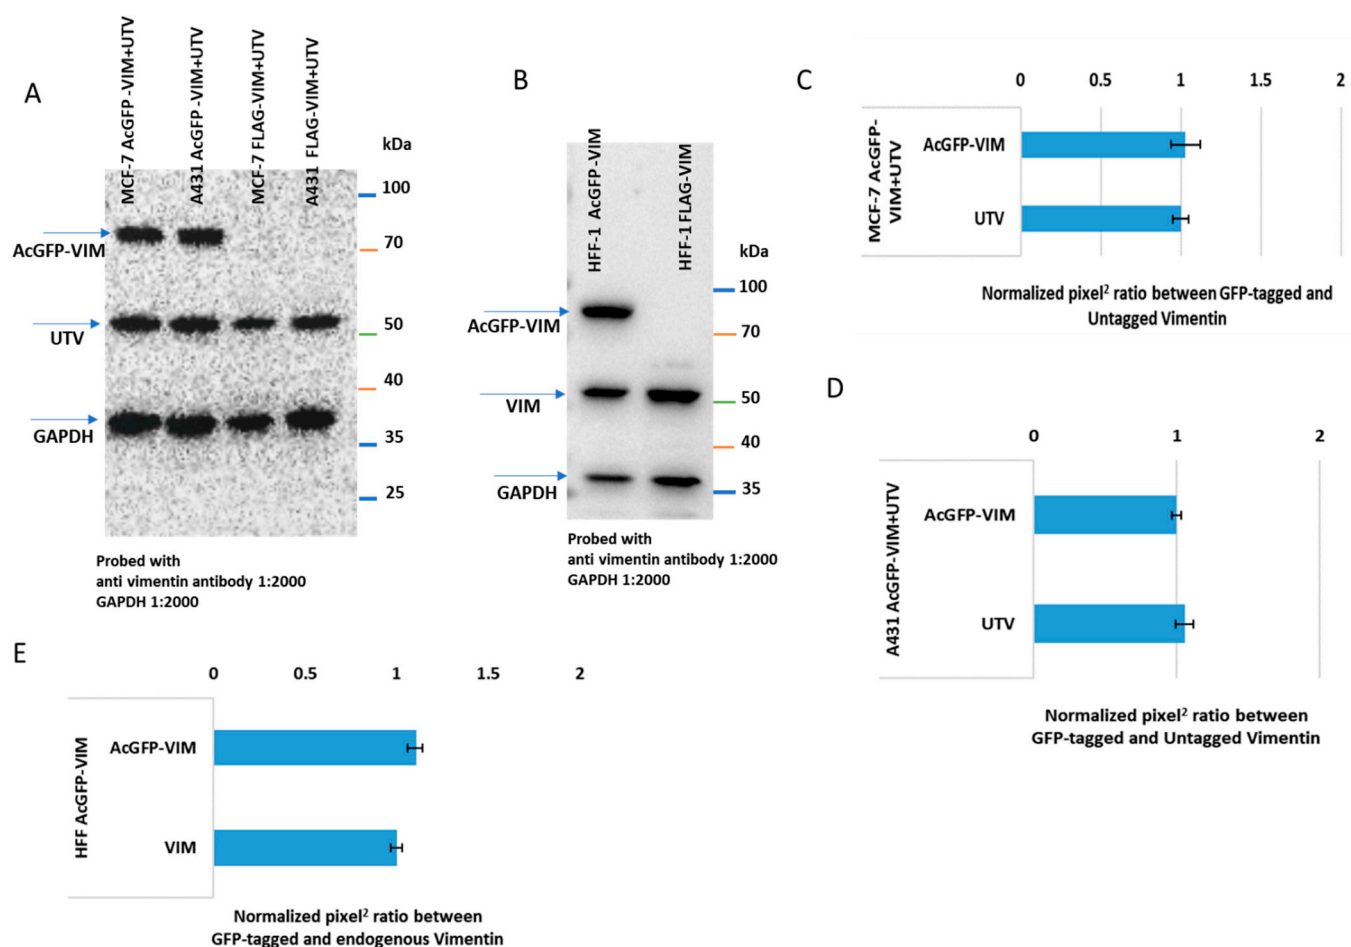 A
MCF-7 AcGFP-VIM+UTV
A431 AcGFP-VIM+UTV
MCF-7 FLAG-VIM+UTV
A431 FLAG-VIM+UTV
kDa
100
70
50
40
35
25
AcGFP-VIM
UTV
GAPDH
Probed with
anti vimentin antibody 1:2000
GAPDH 1:2000
B
HFF-1 AcGFP-VIM
HFF-1 FLAG-VIM
kDa
100
70
50
40
35
AcGFP-VIM
VIM
GAPDH
Probed with
anti vimentin antibody 1:2000
GAPDH 1:2000
C
0 0.5 1 1.5 2
MCF-7 AcGFP-
VIM+UTV
AcGFP-VIM
UTV
Normalized pixel² ratio between GFP-tagged and
Untagged Vimentin
D
0 1 2
A431 AcGFP-VIM+UTV
AcGFP-VIM
UTV
Normalized pixel² ratio between
GFP-tagged and Untagged Vimentin
E
0 0.5 1 1.5 2
HFF AcGFP-VIM
AcGFP-VIM
VIM
Normalized pixel² ratio between
GFP-tagged and endogenous Vimentin